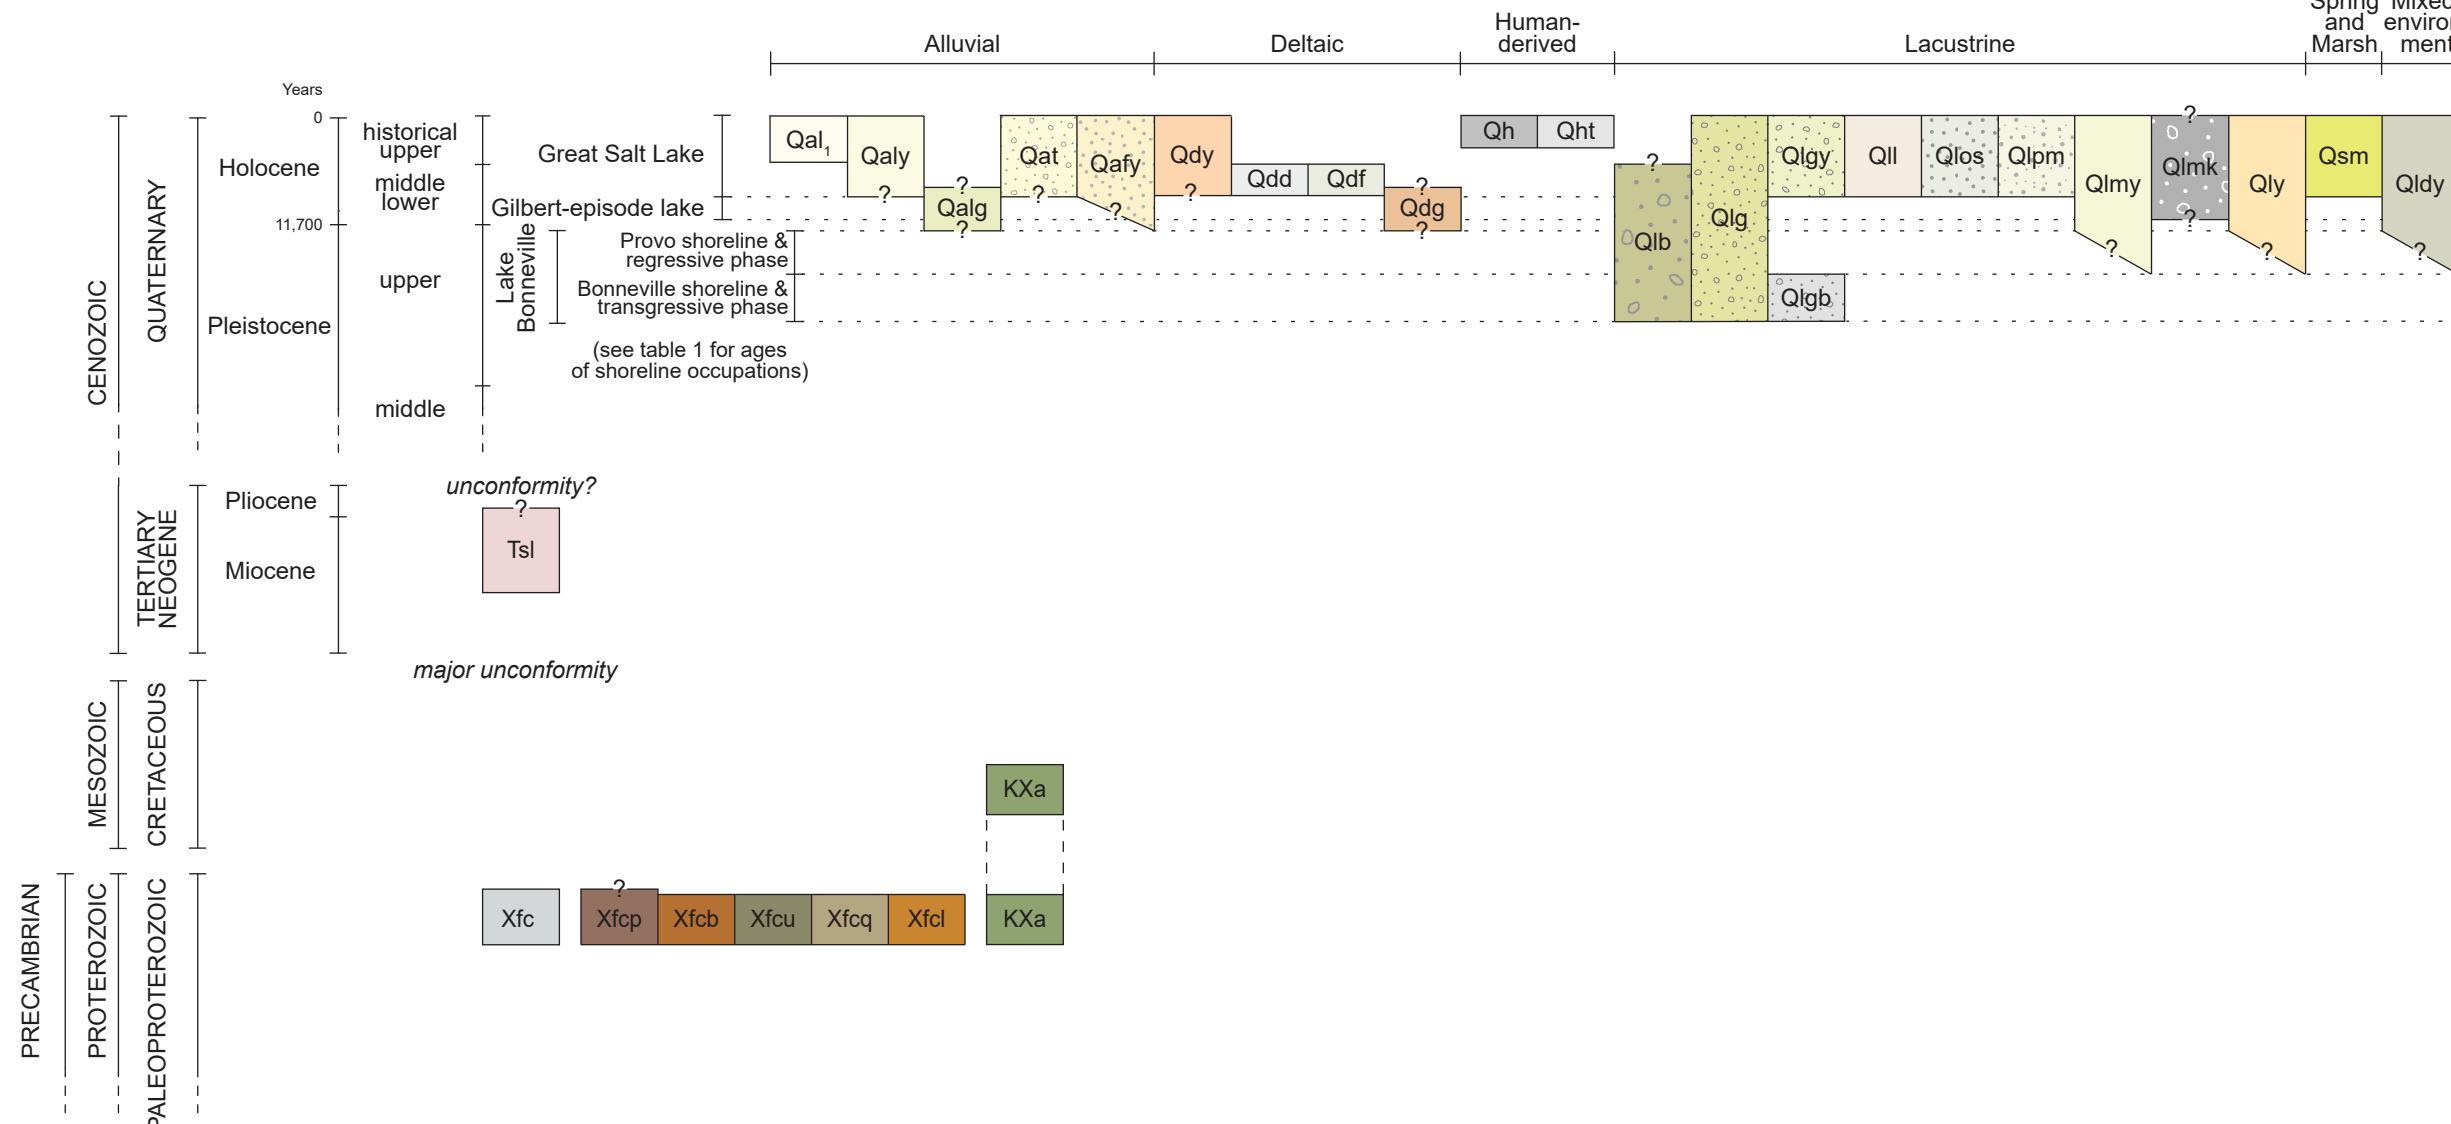 Alluvial
Deltaic
Human-
derived
Lacustrine
Spring
and
Marsh
Mixed
environ
ment
Years
0
11,700
CENOZOIC
QUATERNARY
Holocene
Pleistocene
historical
upper
middle
lower
upper
middle
Great Salt Lake
Gilbert-episode lake
Lake
Bonneville
Provo shoreline &
regressive phase
Bonneville shoreline &
transgressive phase
(see table 1 for ages
of shoreline occupations)
Qal1
Qaly
?
?
Qalg
?
Qat
?
Qafy
?
Qdy
?
Qdd
Qdf
?
Qdg
?
Qh
Qht
?
Qlb
Qlg
Qlgy
Qlgb
Qll
Qlos
Qlpm
Qlmy
?
?
Qlmk
?
Qly
?
Qsm
Qldy
?
TERTIARY
NEOGENE
Pliocene
Miocene
unconformity?
?
Tsl
major unconformity
MESOZOIC
CRETACEOUS
KXa
PRECAMBRIAN
PROTEROZOIC
PALEOPROTEROZOIC
Xfc
?
Xfcp
Xfcb
Xfcu
Xfcq
Xfcl
KXa